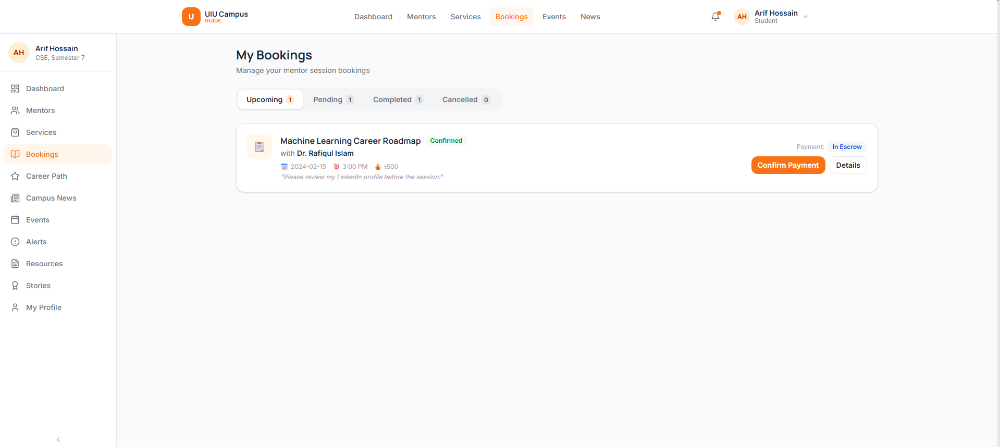 U
UIU Campus
GUIDE
Dashboard
Mentors
Services
Bookings
Events
News
AH
Arif Hossain
Student
AH
Arif Hossain
CSE, Semester 7
Dashboard
Mentors
Services
Bookings
Career Path
Campus News
Events
Alerts
Resources
Stories
My Profile
My Bookings
Manage your mentor session bookings
Upcoming 1
Pending 1
Completed 1
Cancelled 0
Machine Learning Career Roadmap Confirmed
with Dr. Rafiqul Islam
2024-02-15 3:00 PM ৳500
"Please review my LinkedIn profile before the session."
Payment: In Escrow
Confirm Payment
Details